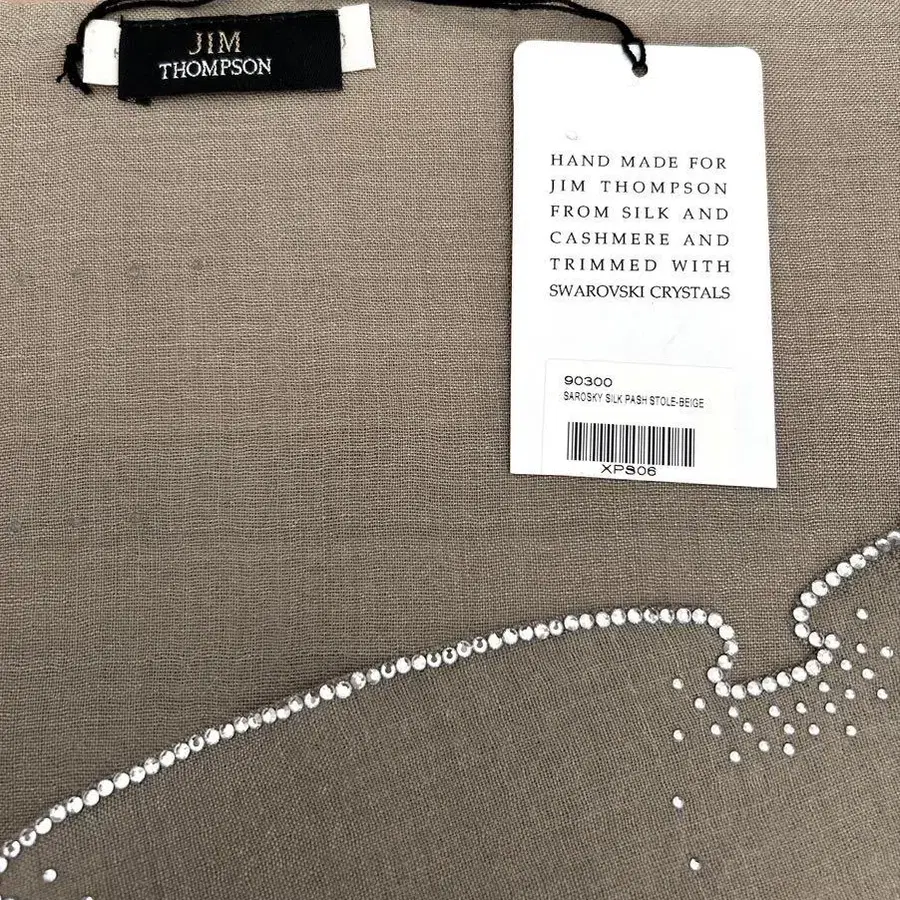 JIM
THOMPSON
HAND MADE FOR
JIM THOMPSON
FROM SILK AND
CASHMERE AND
TRIMMED WITH
SWAROVSKI CRYSTALS
90300
SAROSKY SILK PASH STOLE-BEIGE
XPS06